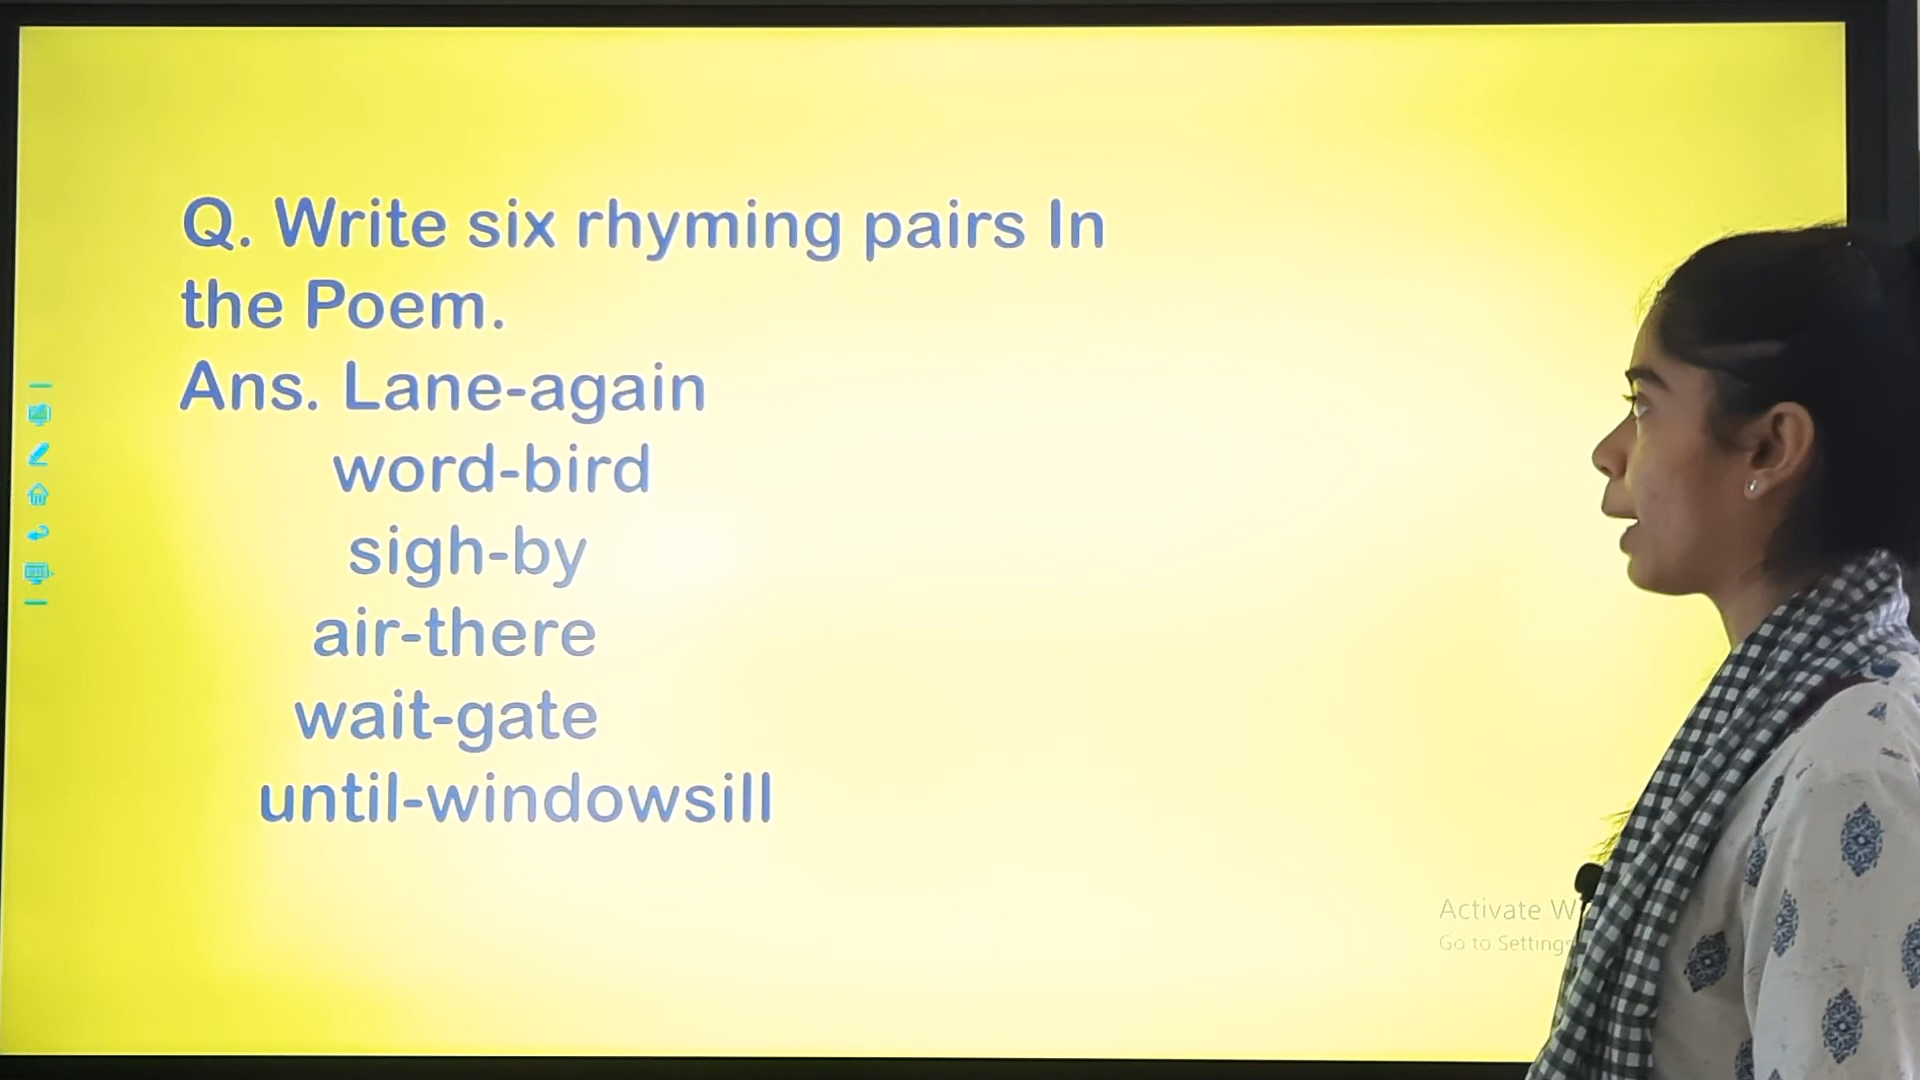 Q. Write six rhyming pairs In
the Poem.
Ans. Lane-again
word-bird
sigh-by
air-there
wait-gate
until-windowsill
Activate W
Go to Settings